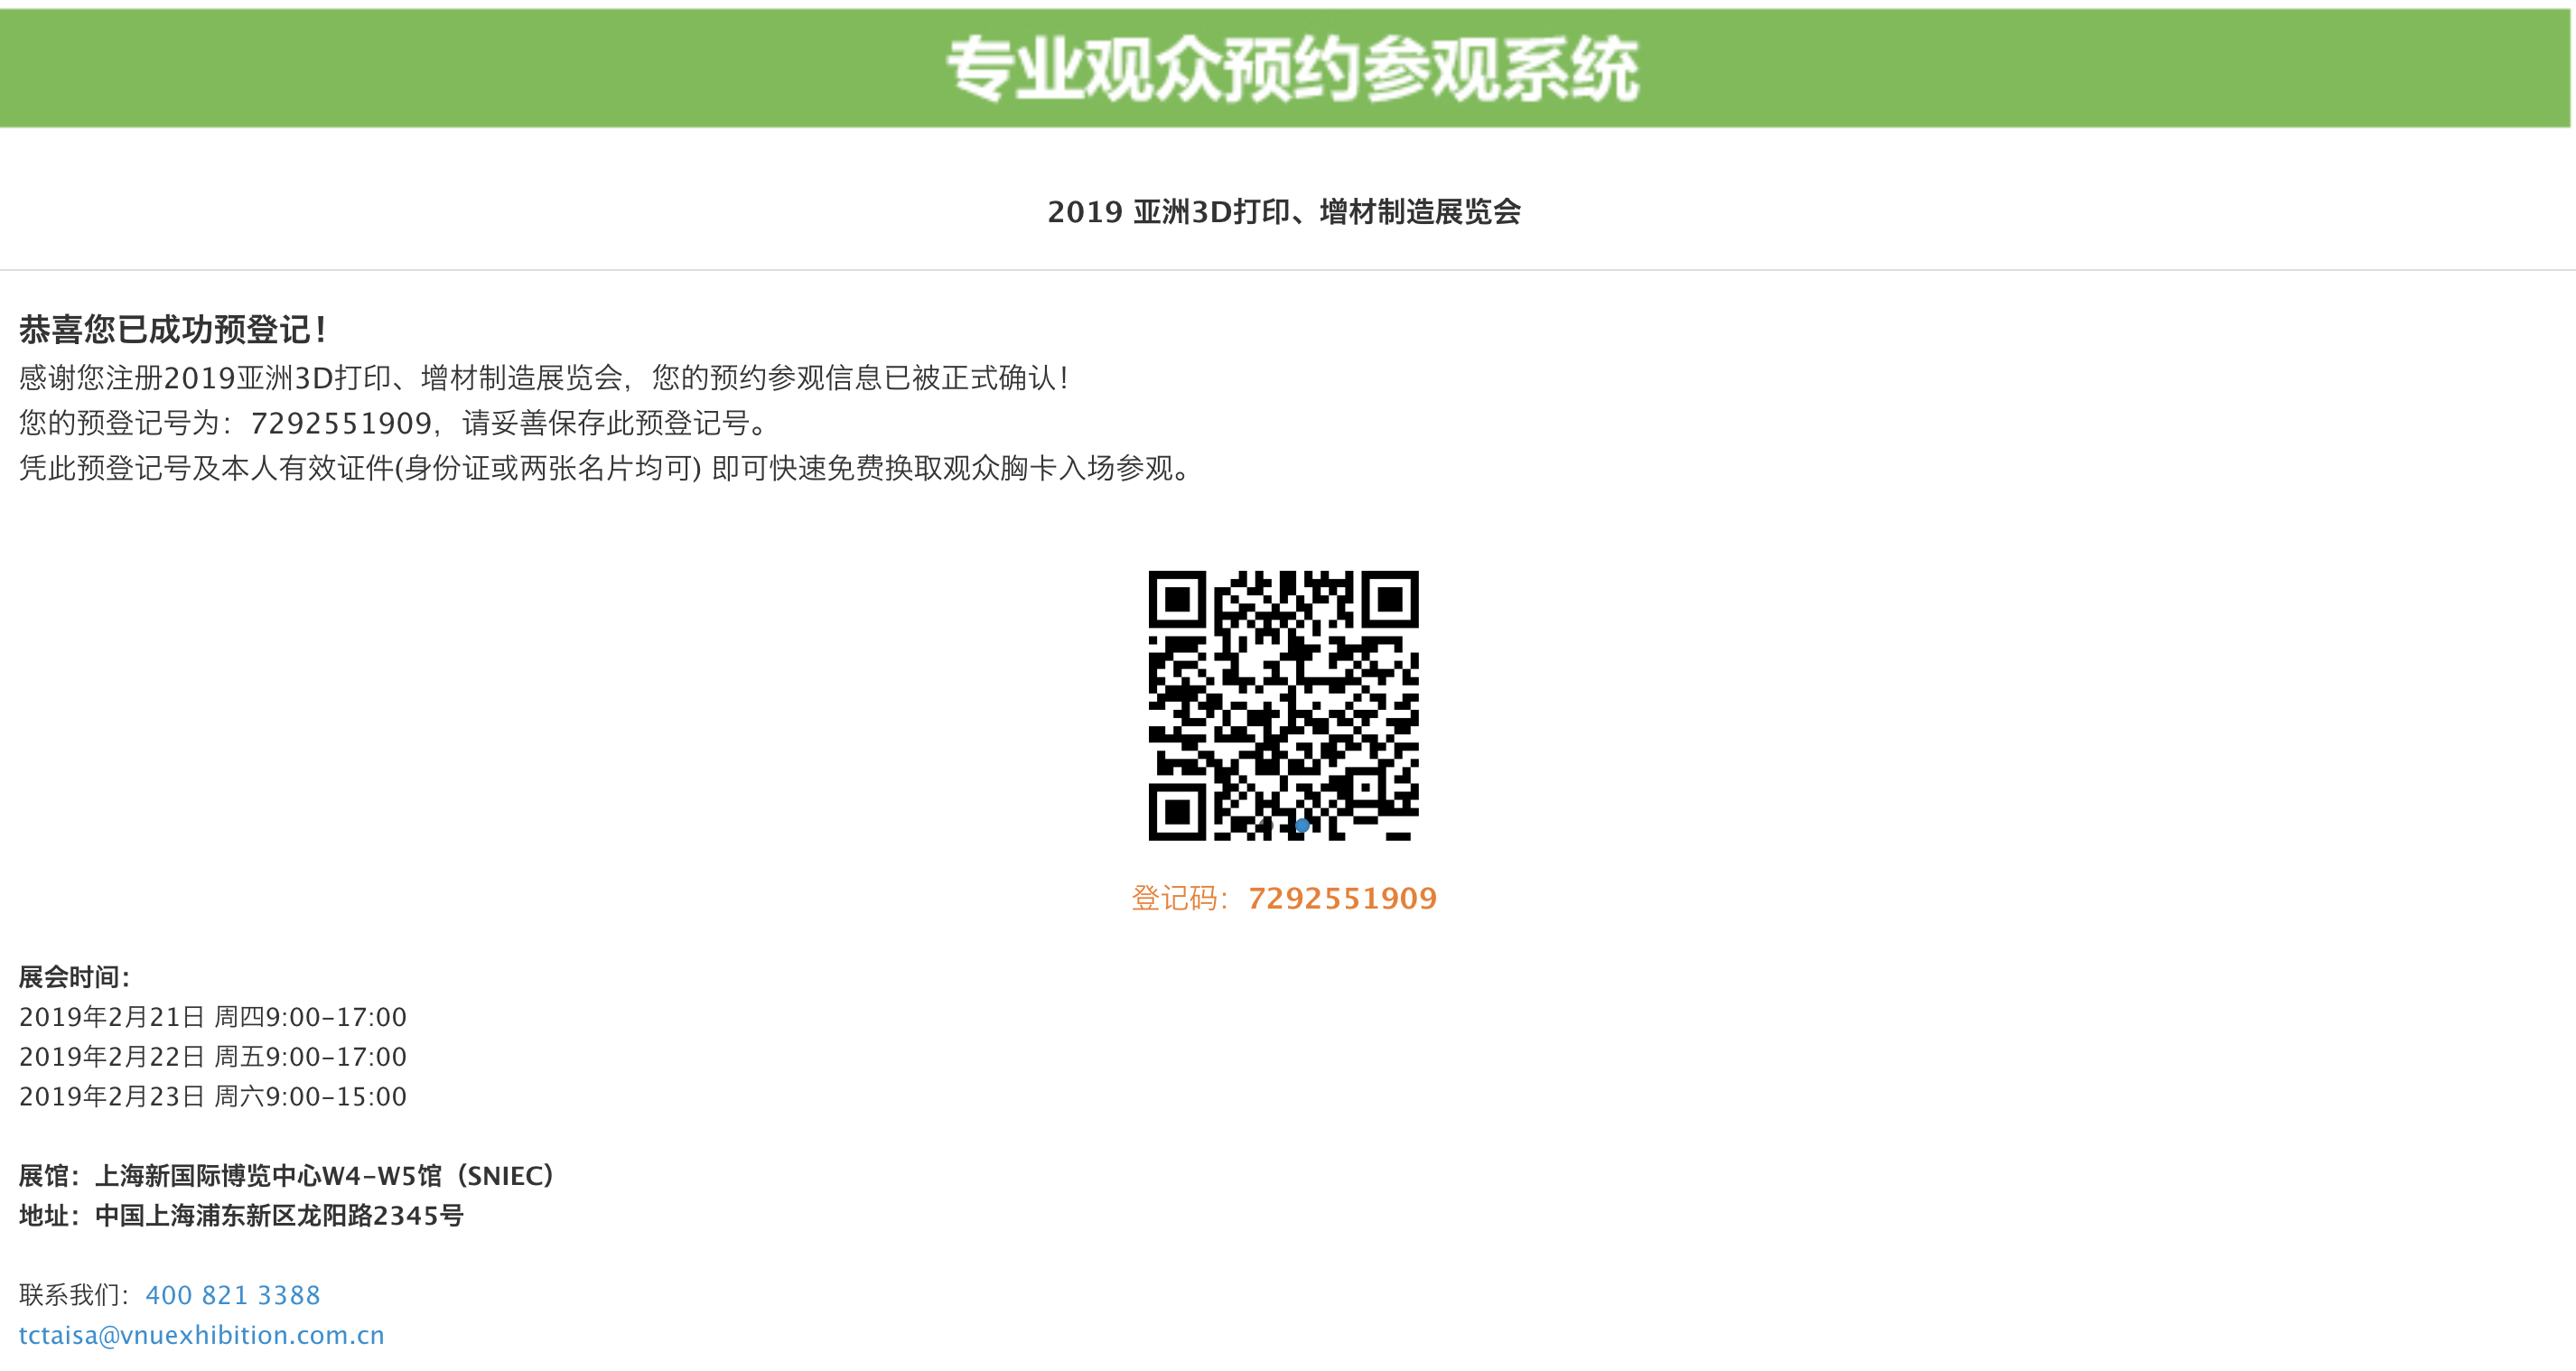 专业观众预约参观系统
2019 亚洲3D打印、增材制造展览会
恭喜您已成功预登记！
感谢您注册2019亚洲3D打印、增材制造展览会，您的预约参观信息已被正式确认！
您的预登记号为：7292551909，请妥善保存此预登记号。
凭此预登记号及本人有效证件(身份证或两张名片均可) 即可快速免费换取观众胸卡入场参观。
登记码：7292551909
展会时间：
2019年2月21日 周四9:00-17:00
2019年2月22日 周五9:00-17:00
2019年2月23日 周六9:00-15:00
展馆：上海新国际博览中心W4-W5馆（SNIEC）
地址：中国上海浦东新区龙阳路2345号
联系我们：400 821 3388
tctaisa@vnuexhibition.com.cn